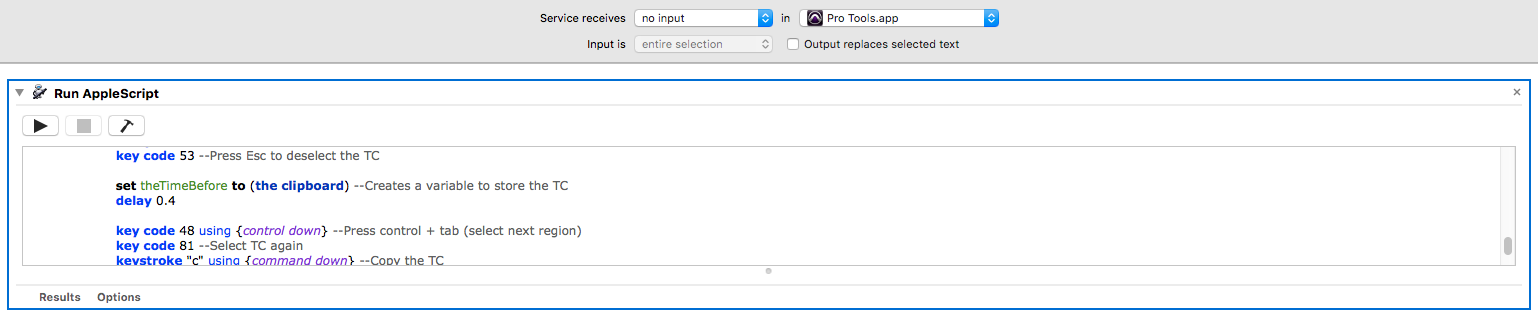 Service receives no input in Pro Tools.app
Input is entire selection Output replaces selected text
Run AppleScript
key code 53 --Press Esc to deselect the TC
set theTimeBefore to (the clipboard) --Creates a variable to store the TC
delay 0.4
key code 48 using {control down} --Press control + tab (select next region)
key code 81 --Select TC again
keystroke "c" using {command down} --Copy the TC
Results Options